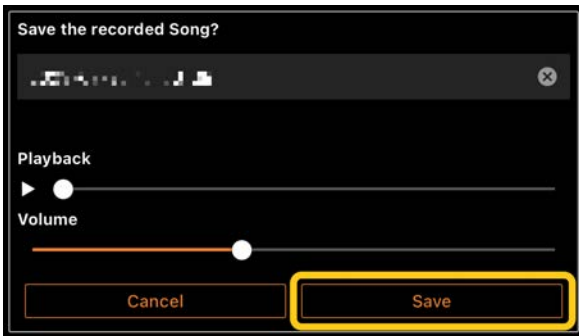 Save the recorded Song?
Playback
Volume
Cancel
Save